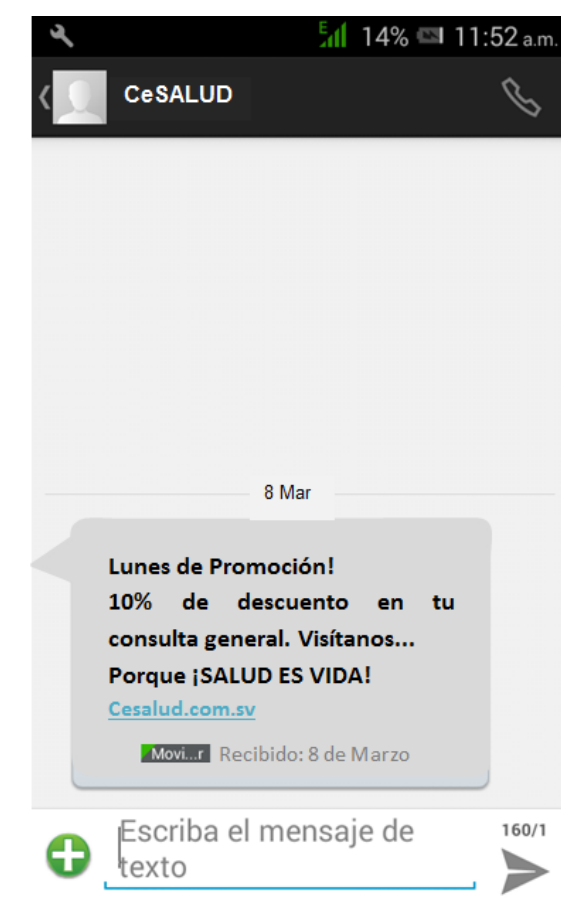 E 14% 11:52 a.m.
CeSALUD
8 Mar
Lunes de Promoción!
10% de descuento en tu
consulta general. Visítanos...
Porque ¡SALUD ES VIDA!
Cesalud.com.sv
Movi...r Recibido: 8 de Marzo
Escriba el mensaje de
texto
160/1